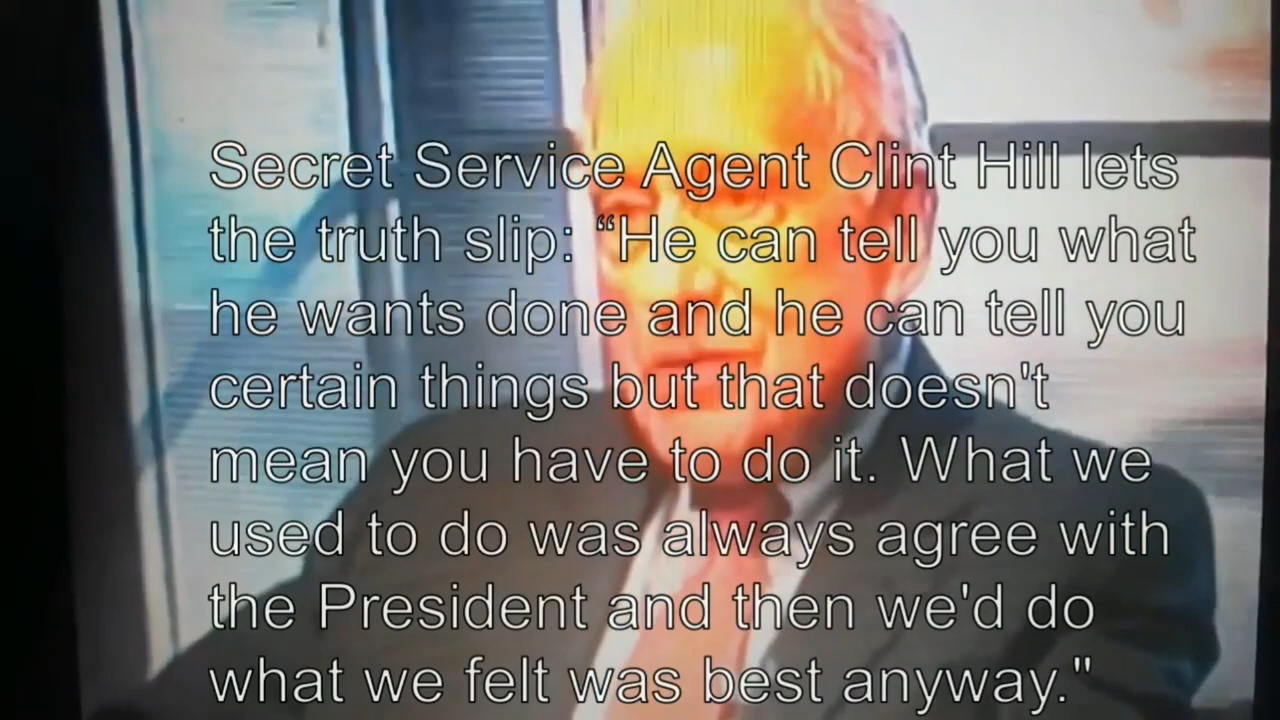 Secret Service Agent Clint Hill lets
the truth slip: “He can tell you what
he wants done and he can tell you
certain things but that doesn't
mean you have to do it. What we
used to do was always agree with
the President and then we'd do
what we felt was best anyway."